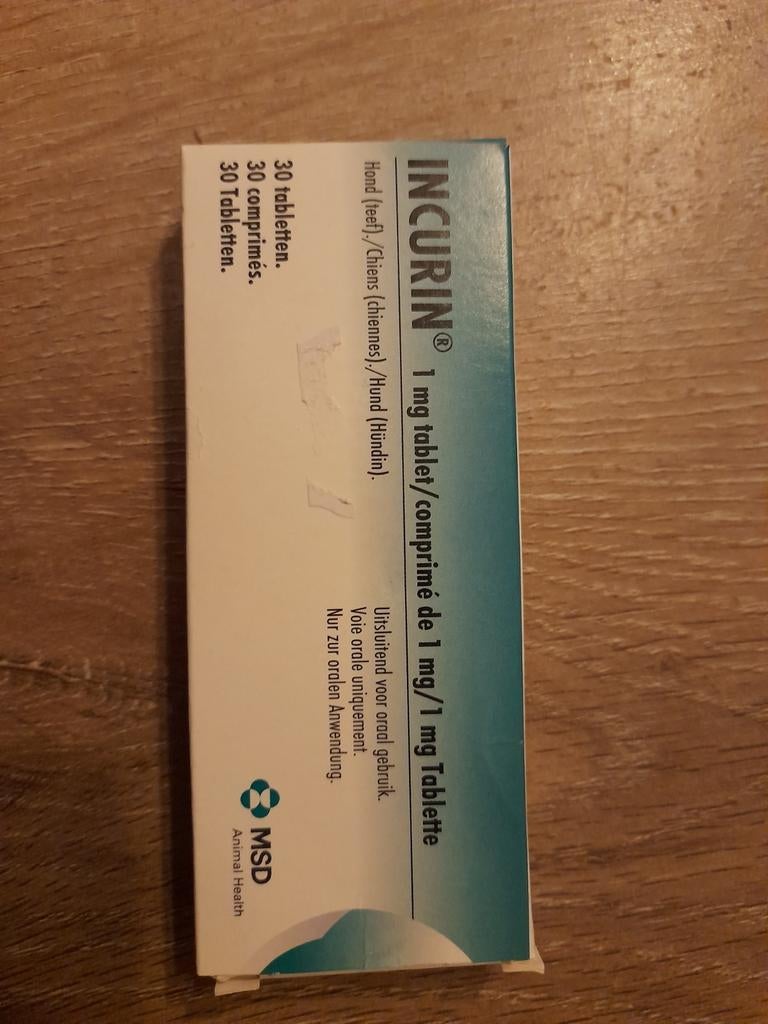 INCURIN® 1 mg tablet/comprimé de 1 mg/1 mg Tablette
Hond (teef)./Chiens (chiennes)./Hund (Hündin).
Uitsluitend voor oraal gebruik.
Voie orale uniquement.
Nur zur oralen Anwendung.
30 tabletten.
30 comprimés.
30 Tabletten.
MSD
Animal Health